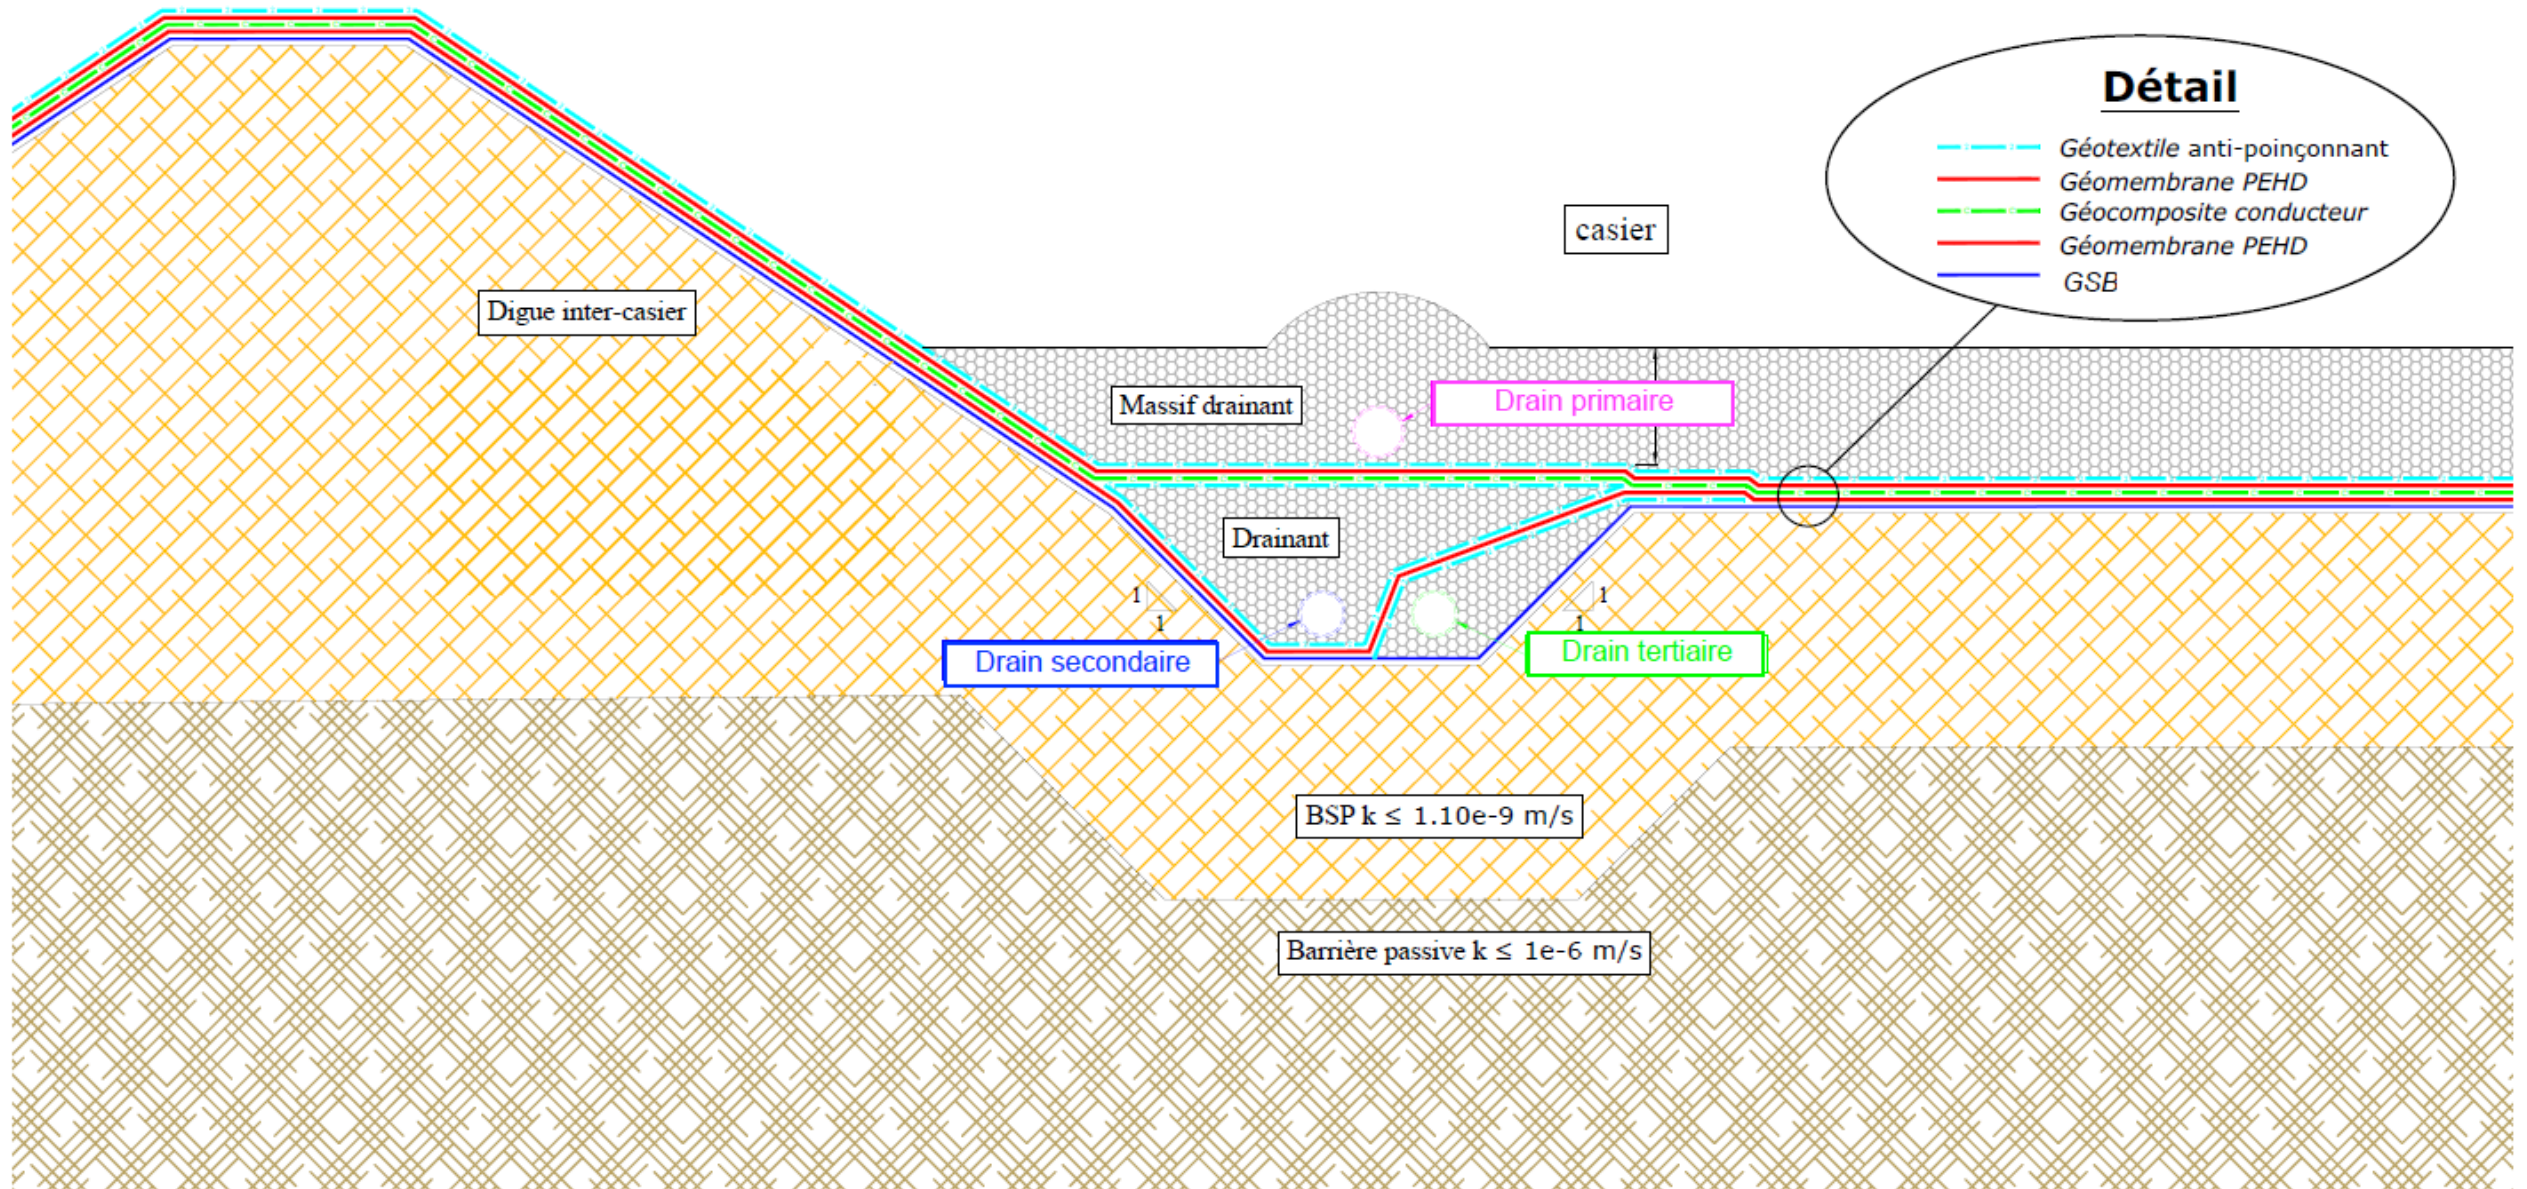 Détail
Géotextile anti-poinçonnant
Géomembrane PEHD
Géocomposite conducteur
Géomembrane PEHD
GSB
casier
Digue inter-casier
Massif drainant
Drain primaire
Drainant
1
1
1
1
Drain secondaire
Drain tertiaire
BSP k ≤ 1.10e-9 m/s
Barrière passive k ≤ 1e-6 m/s